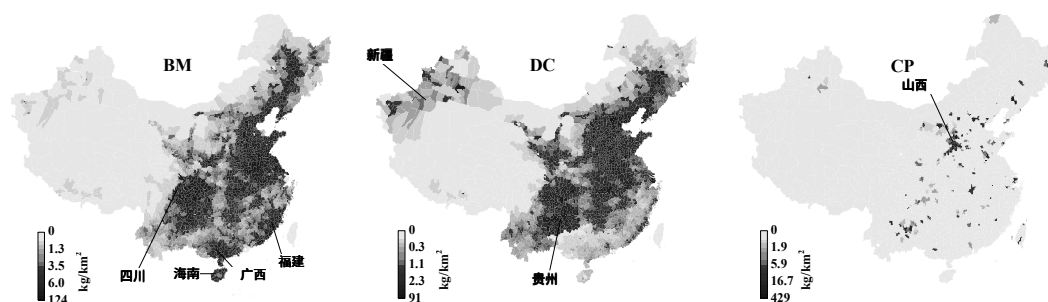 BM
四川
海南
广西
福建
0
1.3
3.5
6.0
124
kg/km²
DC
新疆
贵州
0
0.3
1.1
2.3
91
kg/km²
CP
山西
0
1.9
5.9
16.7
429
kg/km²